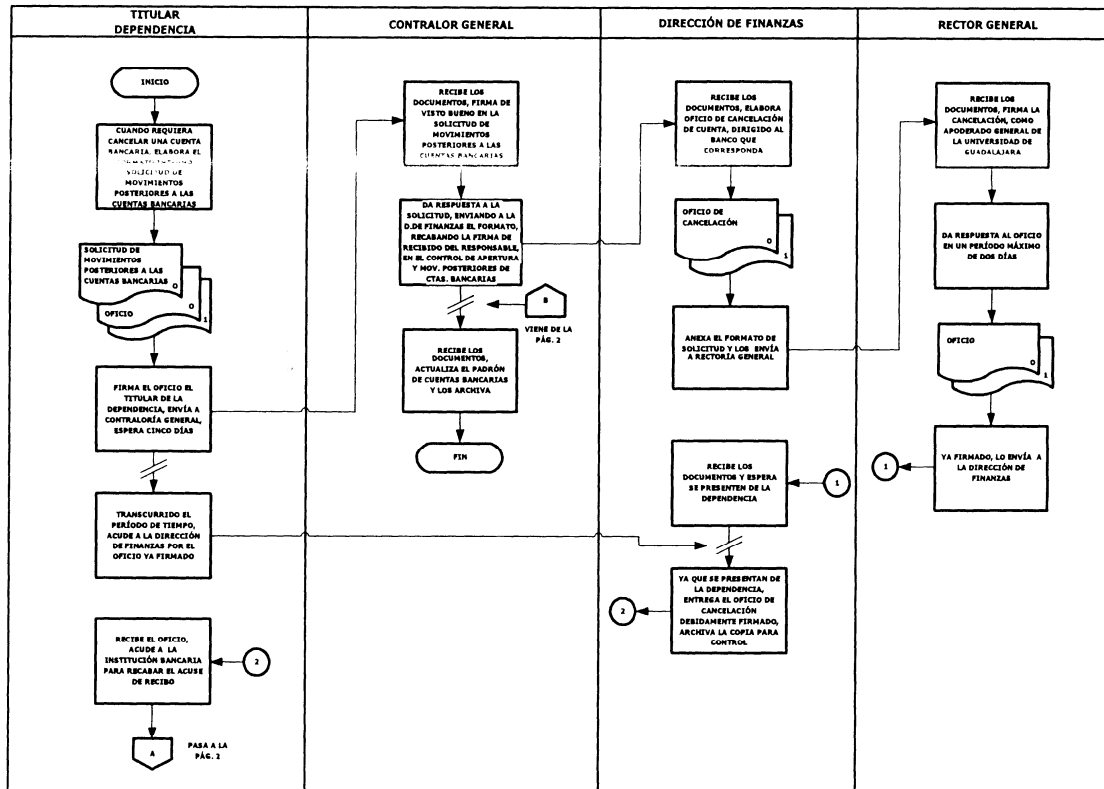 TITULAR
DEPENDENCIA
CONTRALOR GENERAL
DIRECCIÓN DE FINANZAS
RECTOR GENERAL
INICIO
CUANDO REQUIERA
CANCELAR UNA CUENTA
BANCARIA, ELABORA EL
SOLICITUD DE
MOVIMIENTOS
POSTERIORES A LAS
CUENTAS BANCARIAS
SOLICITUD DE
MOVIMIENTOS
POSTERIORES A LAS
CUENTAS BANCARIAS
0
OFICIO
0
1
FIRMA EL OFICIO EL
TITULAR DE LA
DEPENDENCIA, ENVÍA A
CONTRALORÍA GENERAL,
ESPERA CINCO DÍAS
TRANSCURRIDO EL
PERÍODO DE TIEMPO,
ACUDE A LA DIRECCIÓN
DE FINANZAS POR EL
OFICIO YA FIRMADO
RECIBE EL OFICIO,
ACUDE A LA
INSTITUCIÓN BANCARIA
PARA RECABAR EL ACUSE
DE RECIBO
2
A
PASA A LA
PÁG. 2
RECIBE LOS
DOCUMENTOS, FIRMA DE
VISTO BUENO EN LA
SOLICITUD DE
MOVIMIENTOS
POSTERIORES A LAS
CUENTAS BANCARIAS
DA RESPUESTA A LA
SOLICITUD, ENVIANDO A LA
D.DE FINANZAS EL FORMATO,
RECABANDO LA FIRMA DE
RECIBIDO DEL RESPONSABLE,
EN EL CONTROL DE APERTURA
Y MOV. POSTERIORES DE
CTAS. BANCARIAS
B
VIENE DE LA
PÁG. 2
RECIBE LOS
DOCUMENTOS,
ACTUALIZA EL PADRÓN
DE CUENTAS BANCARIAS
Y LOS ARCHIVA
FIN
RECIBE LOS
DOCUMENTOS, ELABORA
OFICIO DE CANCELACIÓN
DE CUENTA, DIRIGIDO AL
BANCO QUE
CORRESPONDA
OFICIO DE
CANCELACIÓN
0
1
ANEXA EL FORMATO DE
SOLICITUD Y LOS ENVÍA
A RECTORÍA GENERAL
RECIBE LOS
DOCUMENTOS Y ESPERA
SE PRESENTEN DE LA
DEPENDENCIA
1
YA QUE SE PRESENTAN DE
LA DEPENDENCIA,
ENTREGA EL OFICIO DE
CANCELACIÓN
DEBIDAMENTE FIRMADO,
ARCHIVA LA COPIA PARA
CONTROL
2
RECIBE LOS
DOCUMENTOS, FIRMA LA
CANCELACIÓN, COMO
APODERADO GENERAL DE
LA UNIVERSIDAD DE
GUADALAJARA
DA RESPUESTA AL OFICIO
EN UN PERÍODO MÁXIMO
DE DOS DÍAS
OFICIO
0
1
YA FIRMADO, LO ENVÍA A
LA DIRECCIÓN DE
FINANZAS
1